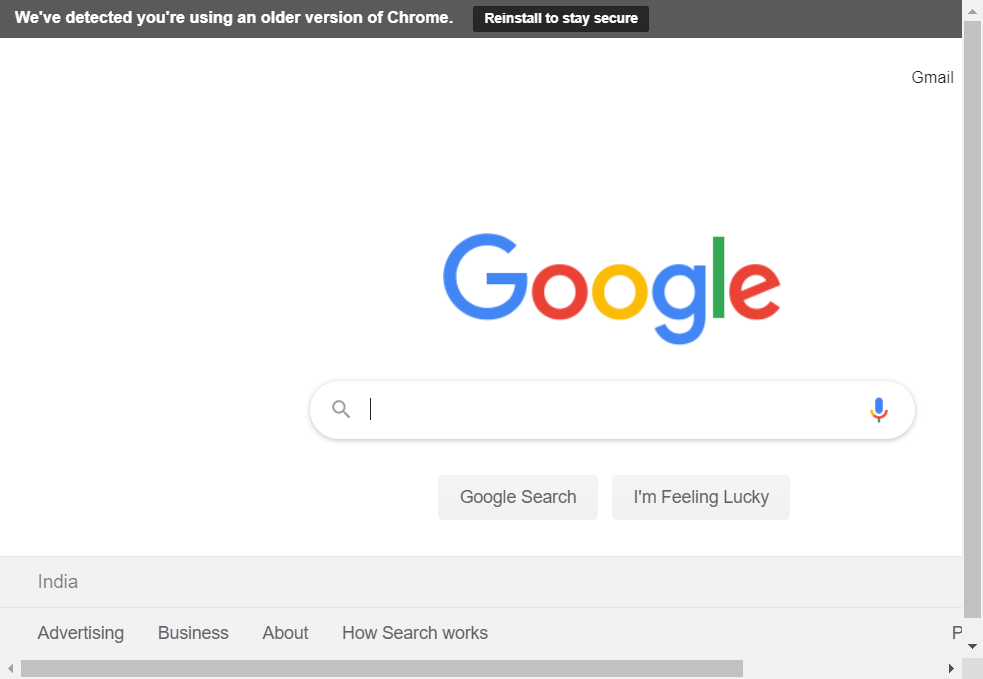 We've detected you're using an older version of Chrome. Reinstall to stay secure
Gmail
Google
Google Search I'm Feeling Lucky
India
Advertising Business About How Search works P